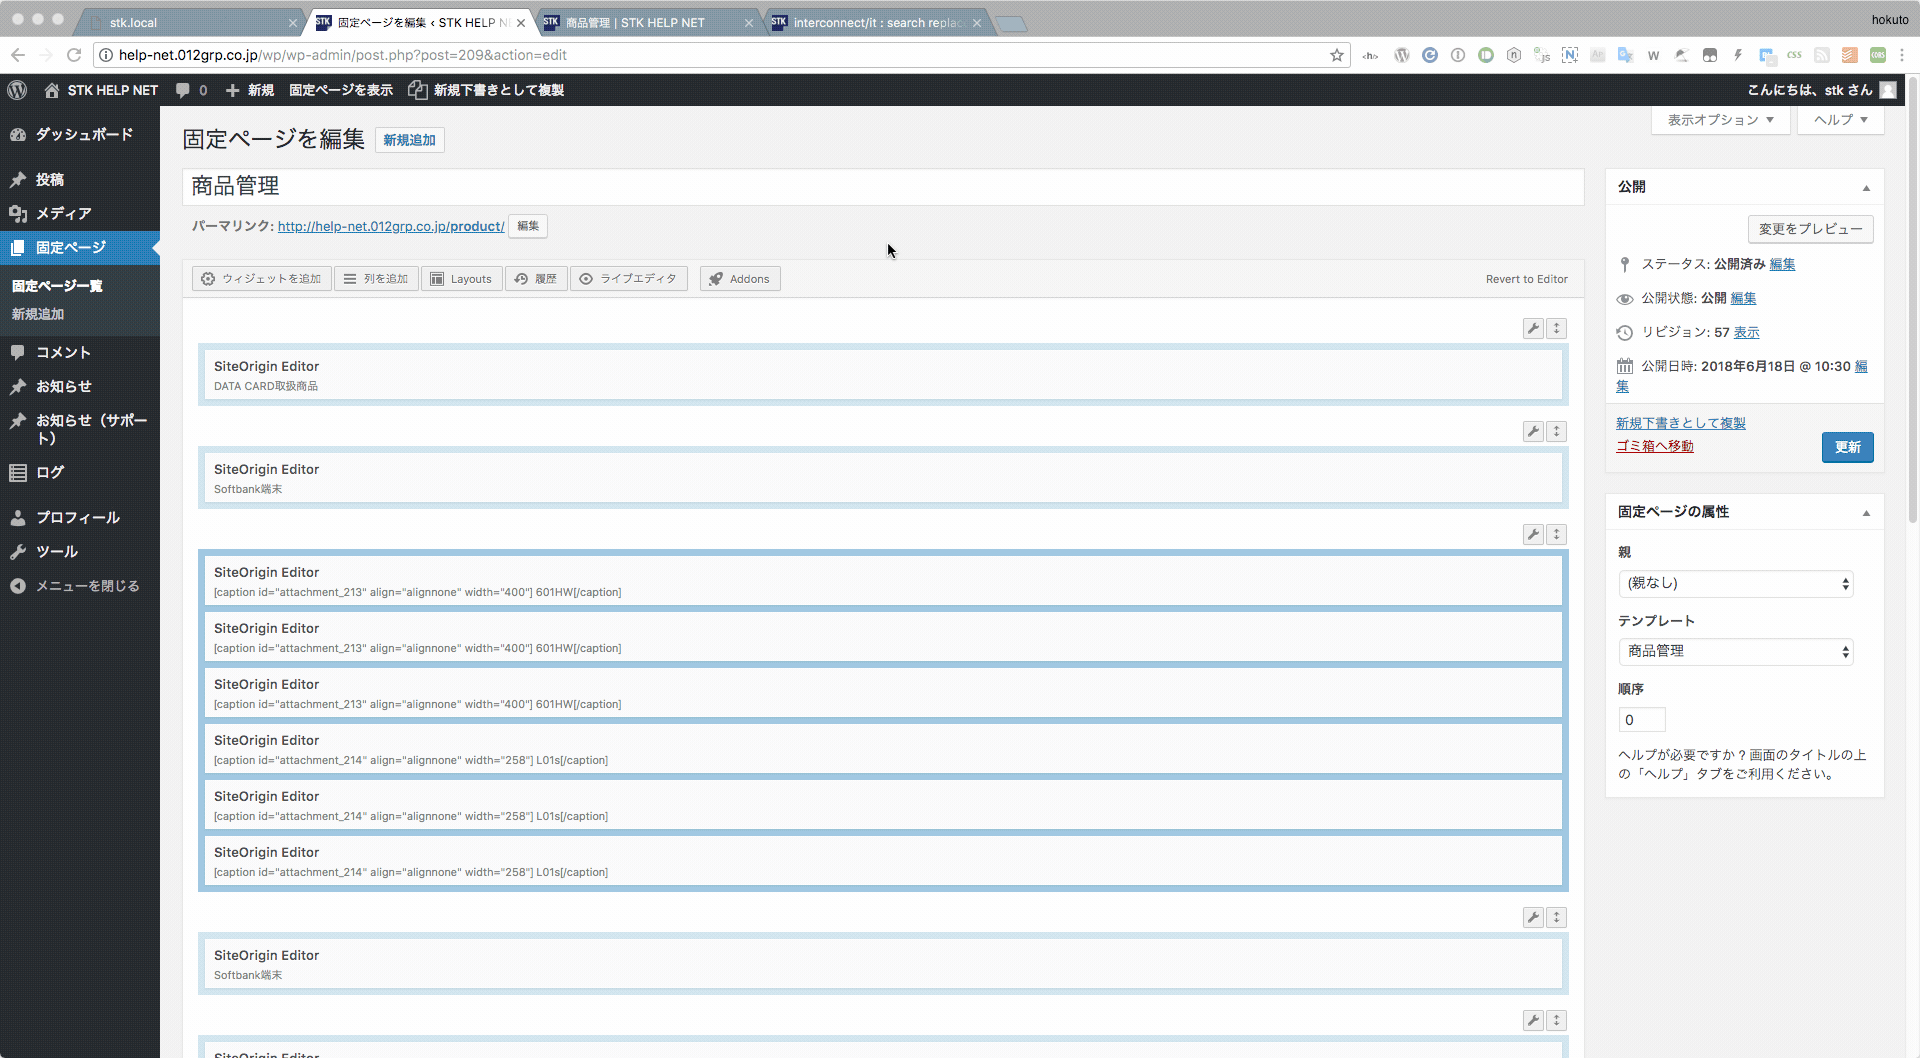 stk.local
固定ページを編集 ‹ STK HELP NE
商品管理 | STK HELP NET
interconnect/it : search replac
hokuto
help-net.012grp.co.jp/wp/wp-admin/post.php?post=209&action=edit
STK HELP NET
0
新規
固定ページを表示
新規下書きとして複製
こんにちは、stk さん
ダッシュボード
投稿
メディア
固定ページ
固定ページ一覧
新規追加
コメント
お知らせ
お知らせ（サポー
ト）
ログ
プロフィール
ツール
メニューを閉じる
表示オプション
ヘルプ
固定ページを編集
新規追加
商品管理
パーマリンク: http://help-net.012grp.co.jp/product/
編集
ウィジェットを追加
列を追加
Layouts
履歴
ライブエディタ
Addons
Revert to Editor
SiteOrigin Editor
DATA CARD取扱商品
SiteOrigin Editor
Softbank端末
SiteOrigin Editor
[caption id="attachment_213" align="alignnone" width="400"] 601HW[/caption]
SiteOrigin Editor
[caption id="attachment_213" align="alignnone" width="400"] 601HW[/caption]
SiteOrigin Editor
[caption id="attachment_213" align="alignnone" width="400"] 601HW[/caption]
SiteOrigin Editor
[caption id="attachment_214" align="alignnone" width="258"] L01s[/caption]
SiteOrigin Editor
[caption id="attachment_214" align="alignnone" width="258"] L01s[/caption]
SiteOrigin Editor
[caption id="attachment_214" align="alignnone" width="258"] L01s[/caption]
SiteOrigin Editor
Softbank端末
SiteOrigin Editor
公開
変更をプレビュー
ステータス: 公開済み 編集
公開状態: 公開 編集
リビジョン: 57 表示
公開日時: 2018年6月18日 @ 10:30 編
集
新規下書きとして複製
ゴミ箱へ移動
更新
固定ページの属性
親
(親なし)
テンプレート
商品管理
順序
0
ヘルプが必要ですか ? 画面のタイトルの上
の「ヘルプ」タブをご利用ください。